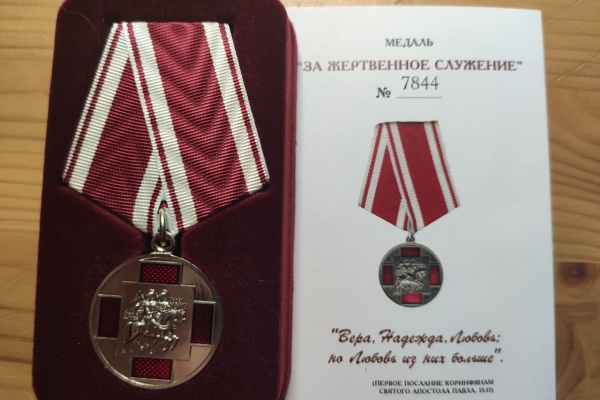 МЕДАЛЬ
"ЗА ЖЕРТВЕННОЕ СЛУЖЕНИЕ"
№ 7844
"Вера, Надежда, Любовь;
но Любовь из них больше".
(ПЕРВОЕ ПОСЛАНИЕ КОРИНФЯНАМ
СВЯТОГО АПОСТОЛА ПАВЛА. 13-13)